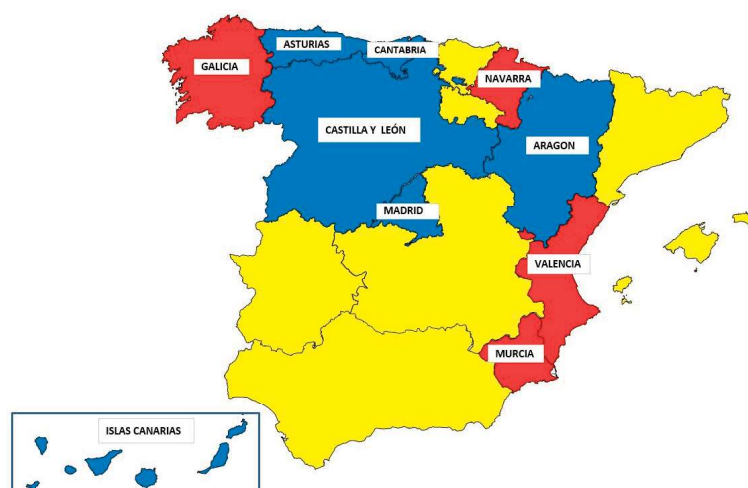 ASTURIAS
CANTABRIA
GALICIA
NAVARRA
CASTILLA Y LEÓN
ARAGON
MADRID
VALENCIA
MURCIA
ISLAS CANARIAS